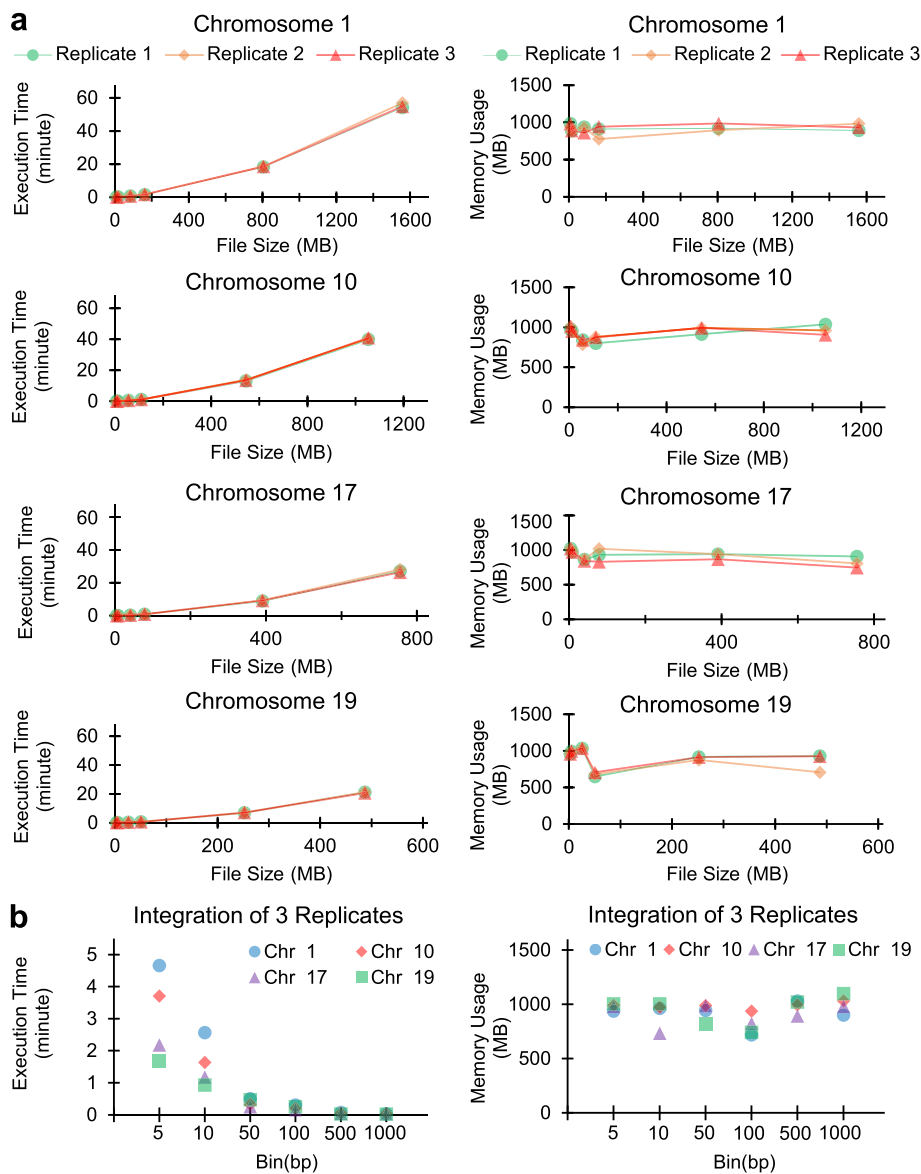 a
Chromosome 1
Replicate 1 Replicate 2 Replicate 3
Execution Time
(minute)
60
40
20
0
0 400 800 1200 1600
File Size (MB)
Chromosome 1
Replicate 1 Replicate 2 Replicate 3
Memory Usage
(MB)
1500
1000
500
0
0 400 800 1200 1600
File Size (MB)
Chromosome 10
Execution Time
(minute)
60
40
20
0
0 400 800 1200
File Size (MB)
Chromosome 10
Memory Usage
(MB)
1500
1000
500
0
0 400 800 1200
File Size (MB)
Chromosome 17
Execution Time
(minute)
60
40
20
0
0 400 800
File Size (MB)
Chromosome 17
Memory Usage
(MB)
1500
1000
500
0
0 400 800
File Size (MB)
Chromosome 19
Execution Time
(minute)
60
40
20
0
0 200 400 600
File Size (MB)
Chromosome 19
Memory Usage
(MB)
1500
1000
500
0
0 200 400 600
File Size (MB)
b
Integration of 3 Replicates
Chr 1 Chr 10
Chr 17 Chr 19
Execution Time
(minute)
5
4
3
2
1
0
5 10 50 100 500 1000
Bin(bp)
Integration of 3 Replicates
Chr 1 Chr 10 Chr 17 Chr 19
Memory Usage
(MB)
1500
1000
500
0
5 10 50 100 500 1000
Bin(bp)